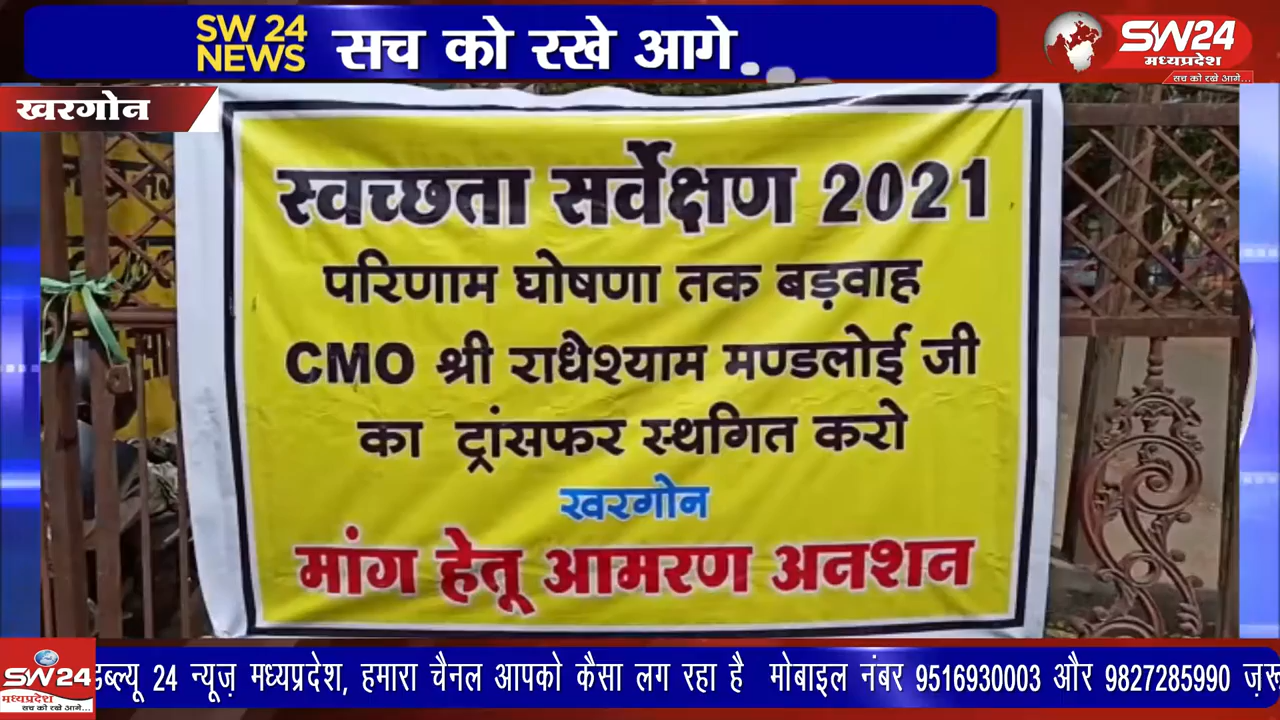 SW 24 NEWS
सच को रखे आगे...
SW24
मध्यप्रदेश
सच को रखे आगे...
खरगोन
स्वच्छता सर्वेक्षण 2021
परिणाम घोषणा तक बड़वाह
CMO श्री राधेश्याम मण्डलोई जी
का ट्रांसफर स्थगित करो
खरगोन
मांग हेतू आमरण अनशन
SW24
मध्यप्रदेश
सच को रखे आगे...
डब्ल्यू 24 न्यूज़ मध्यप्रदेश, हमारा चैनल आपको कैसा लग रहा है मोबाइल नंबर 9516930003 और 9827285990 ज़रू